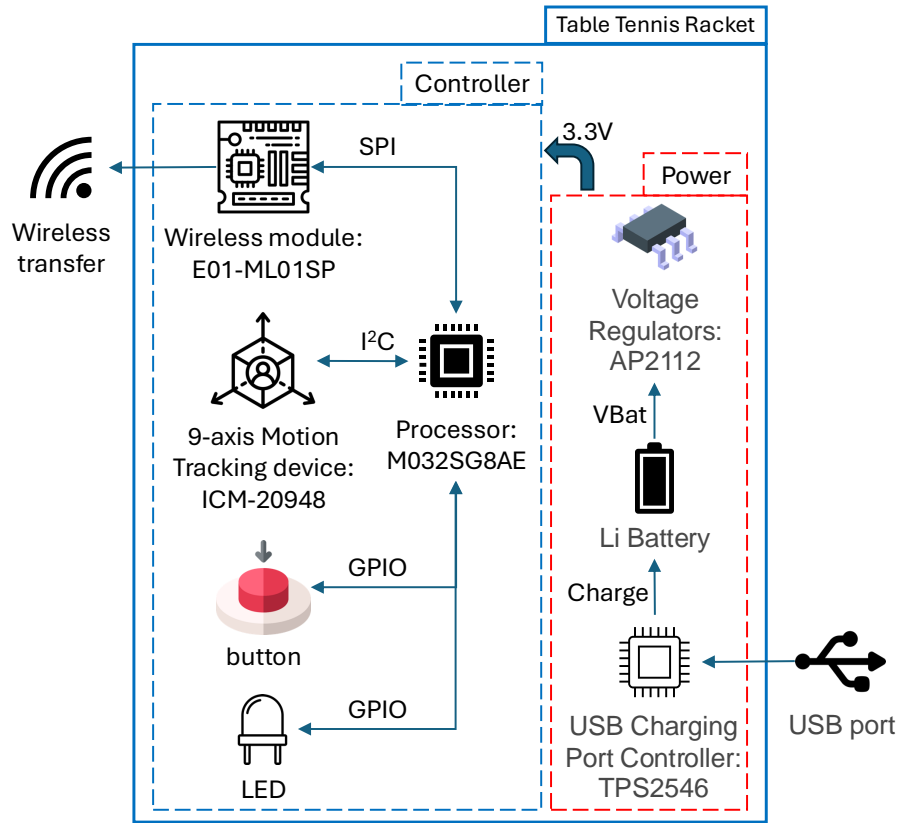 Table Tennis Racket
Controller
3.3V
Power
SPI
Wireless
transfer
Wireless module:
E01-ML01SP
I²C
9-axis Motion
Tracking device:
ICM-20948
Processor:
M032SG8AE
GPIO
button
GPIO
LED
Voltage
Regulators:
AP2112
VBat
Li Battery
Charge
USB Charging
Port Controller:
TPS2546
USB port